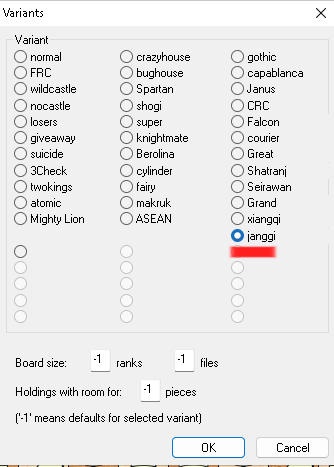 Variants
Variant
normal
FRC
wildcastle
nocastle
losers
giveaway
suicide
3Check
twokings
atomic
Mighty Lion
crazyhouse
bughouse
Spartan
shogi
super
knightmate
Berolina
cylinder
fairy
makruk
ASEAN
gothic
capablanca
Janus
CRC
Falcon
courier
Great
Shatranj
Seirawan
Grand
xiangqi
janggi
Board size: -1 ranks -1 files
Holdings with room for: -1 pieces
('-1' means defaults for selected variant)
OK Cancel